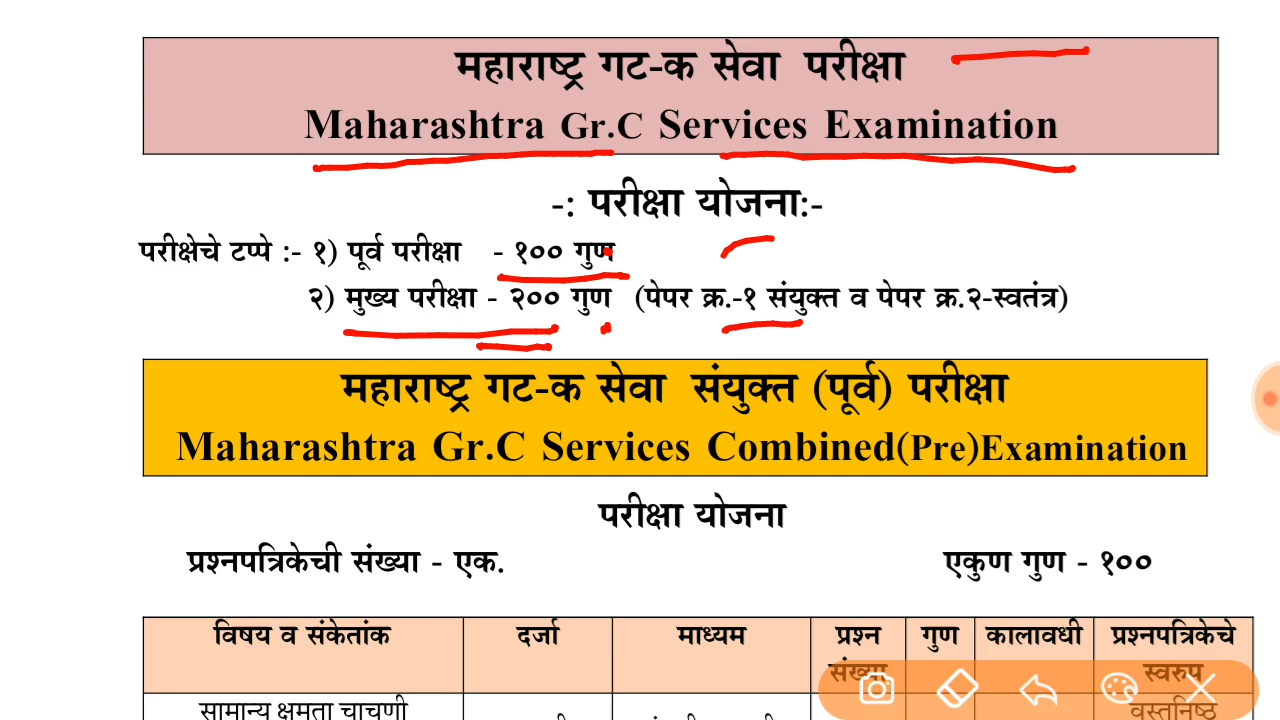 महाराष्ट्र गट-क सेवा परीक्षा
Maharashtra Gr.C Services Examination
-: परीक्षा योजना:-
परीक्षेचे टप्पे :- १) पूर्व परीक्षा - १०० गुण
२) मुख्य परीक्षा - २०० गुण (पेपर क्र.-१ संयुक्त व पेपर क्र.२-स्वतंत्र)
महाराष्ट्र गट-क सेवा संयुक्त (पूर्व) परीक्षा
Maharashtra Gr.C Services Combined(Pre)Examination
परीक्षा योजना
प्रश्नपत्रिकेची संख्या - एक. एकुण गुण - १००
विषय व संकेतांक दर्जा माध्यम प्रश्न संख्या गुण कालावधी प्रश्नपत्रिकेचे स्वरुप
सामान्य क्षमता चाचणी वस्तुनिष्ठ